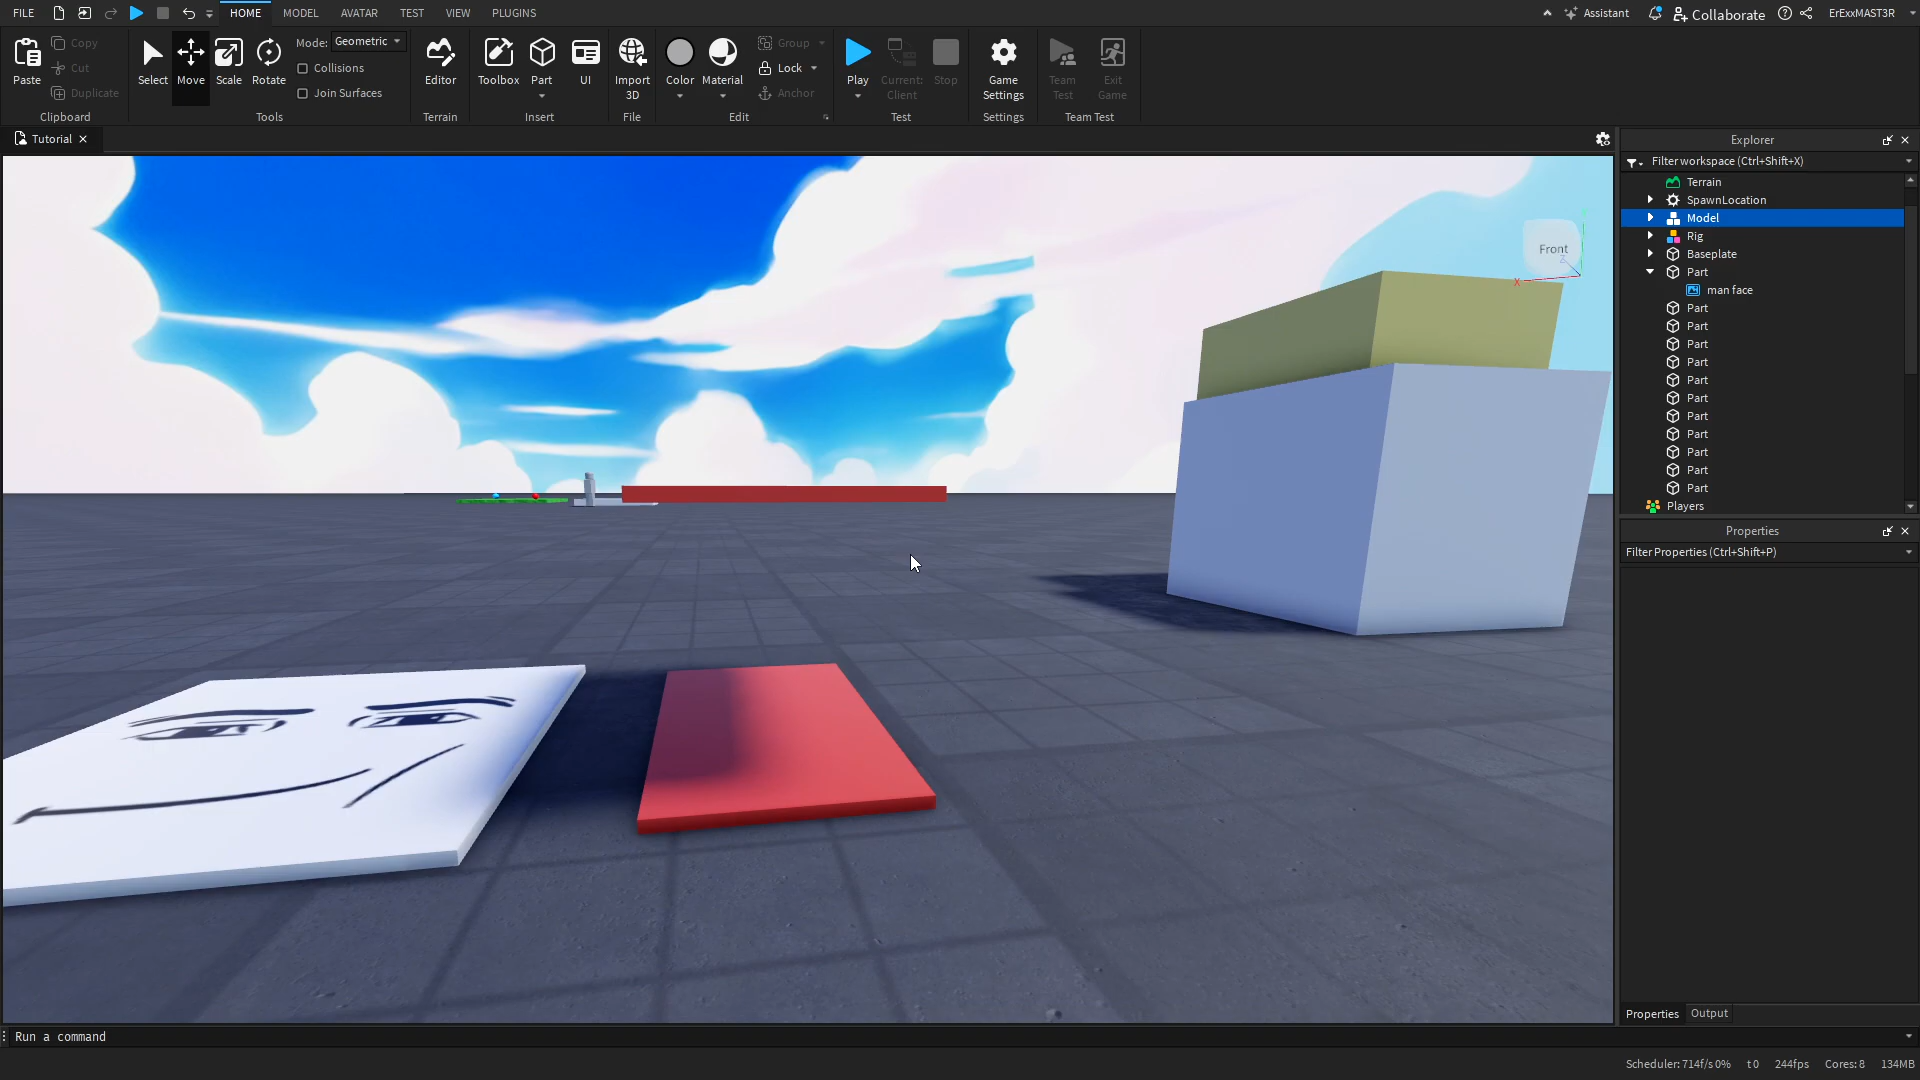 FILE HOME MODEL AVATAR TEST VIEW PLUGINS Assistant Collaborate ErExxMAST3R
Paste Copy Cut Duplicate
Clipboard
Select Move Scale Rotate
Mode: Geometric
Collisions
Join Surfaces
Tools
Editor
Terrain
Toolbox Part UI
Insert
Import
3D
File
Color Material
Group
Lock
Anchor
Edit
Play
Current:
Client
Stop
Test
Game
Settings
Settings
Team
Test
Exit
Game
Team Test
Tutorial
Front
X
Z
Explorer
Filter workspace (Ctrl+Shift+X)
Terrain
SpawnLocation
Model
Rig
Baseplate
Part
man face
Part
Part
Part
Part
Part
Part
Part
Part
Part
Part
Part
Players
Properties
Filter Properties (Ctrl+Shift+P)
Properties Output
Run a command
Scheduler: 714f/s 0% t 0 244fps Cores: 8 134MB